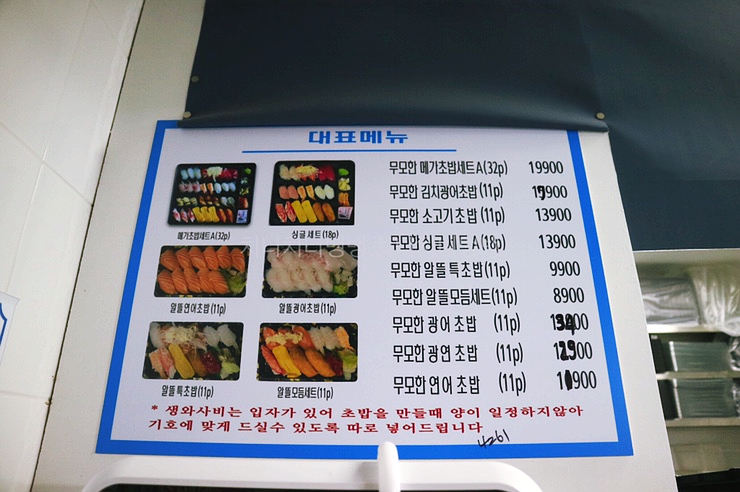 대표메뉴
메가초밥세트A(32p)
싱글세트(18p)
알뜰연어초밥(11p)
알뜰광어초밥(11p)
알뜰특초밥(11p)
알뜰모듬세트(11p)
무모한 메가초밥세트A(32p) 19900
무모한 김치광어초밥(11p)
무모한 소고기초밥(11p) 13900
무모한 싱글세트A(18p) 13900
무모한 알뜰특초밥(11p) 9900
무모한 알뜰모듬세트(11p) 8900
무모한 광어 초밥 (11p)
무모한 광연 초밥 (11p)
무모한 연어 초밥 (11p)
* 생와사비는 입자가 있어 초밥을 만들때 양이 일정하지않아
기호에 맞게 드실수 있도록 따로 넣어드립니다
4261